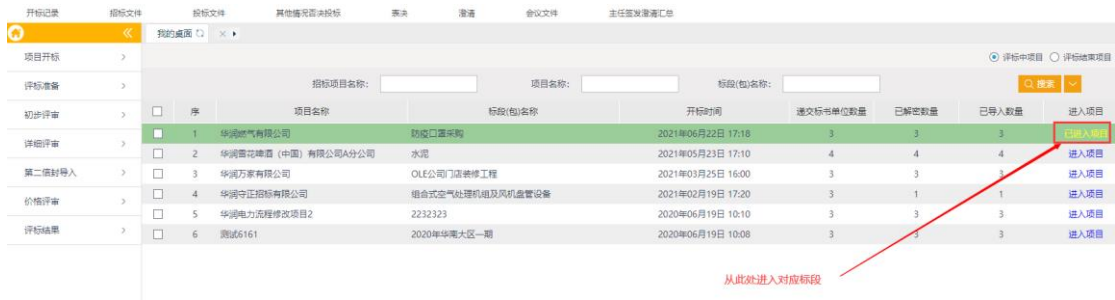 开标记录 招标文件 投标文件 其他情况否决投标 表决 澄清 会议文件 主任签发澄清汇总
我的桌面
项目开标
评标准备
初步评审
详细评审
第二信封导入
价格评审
评标结果
评标中项目 评标结束项目
招标项目名称: 项目名称: 标段(包)名称: 搜索
序 项目名称 标段(包)名称 开标时间 递交标书单位数量 已解密数量 已导入数量 进入项目
1 华润燃气有限公司 防疫口罩采购 2021年06月22日 17:18 3 3 3 已进入项目
2 华润雪花啤酒（中国）有限公司A分公司 水泥 2021年05月23日 17:10 4 4 4 进入项目
3 华润万家有限公司 OLE公司门店装修工程 2021年03月25日 16:00 3 3 3 进入项目
4 华润守正招标有限公司 组合式空气处理机组及风机盘管设备 2021年02月19日 17:20 3 1 1 进入项目
5 华润电力流程修改项目2 2232323 2020年06月19日 10:10 3 3 3 进入项目
6 测试6161 2020年华南大区一期 2020年06月19日 10:08 3 3 3 进入项目
从此处进入对应标段